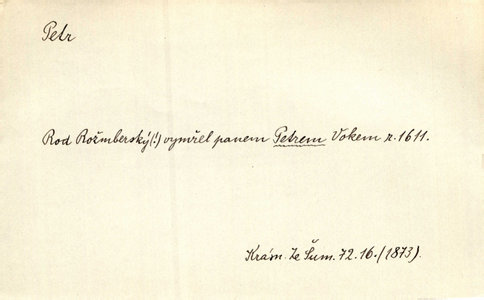 Petr
Rod Rožmberský(!) vymřel panem Petrem Vokem r. 1611.
Krám. Ze Šum. 72.16. (1873).